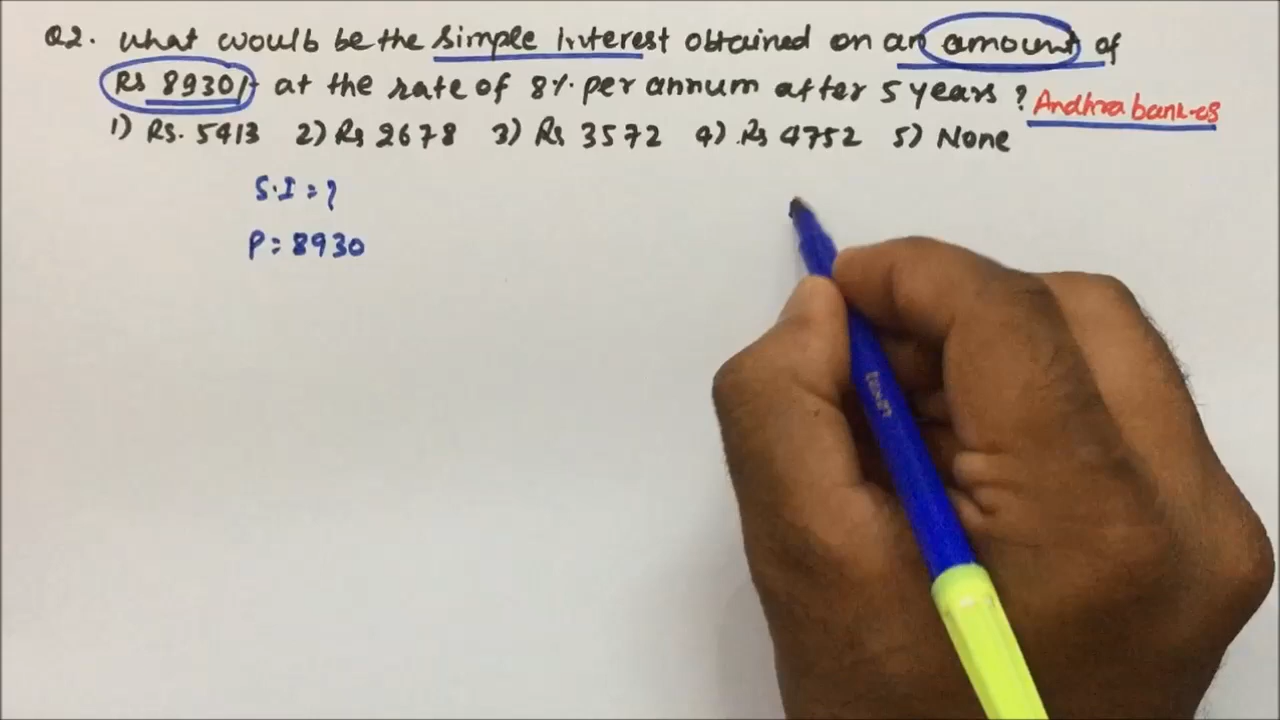 Q2. What would be the simple Interest obtained on an amount of
Rs 8930/- at the rate of 8% per annum after 5 years ? Andhra bank-08
1) Rs. 5413 2) Rs 2678 3) Rs 3572 4) Rs 4752 5) None
S.I = ?
P = 8930